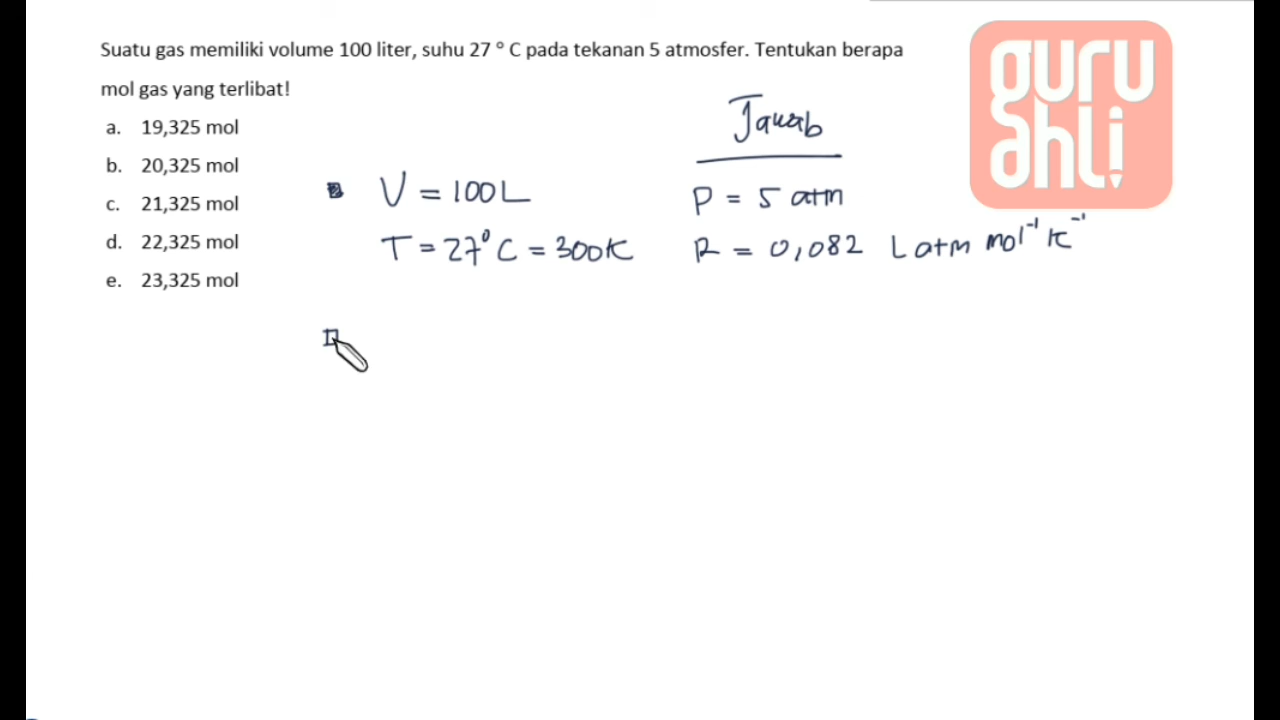 Suatu gas memiliki volume 100 liter, suhu 27 ° C pada tekanan 5 atmosfer. Tentukan berapa
mol gas yang terlibat!
a. 19,325 mol
b. 20,325 mol
c. 21,325 mol
d. 22,325 mol
e. 23,325 mol
Jawab
V = 100L
T = 27° C = 300K
P = 5 atm
R = 0,082 L atm mol⁻¹ K⁻¹
guru
ahli